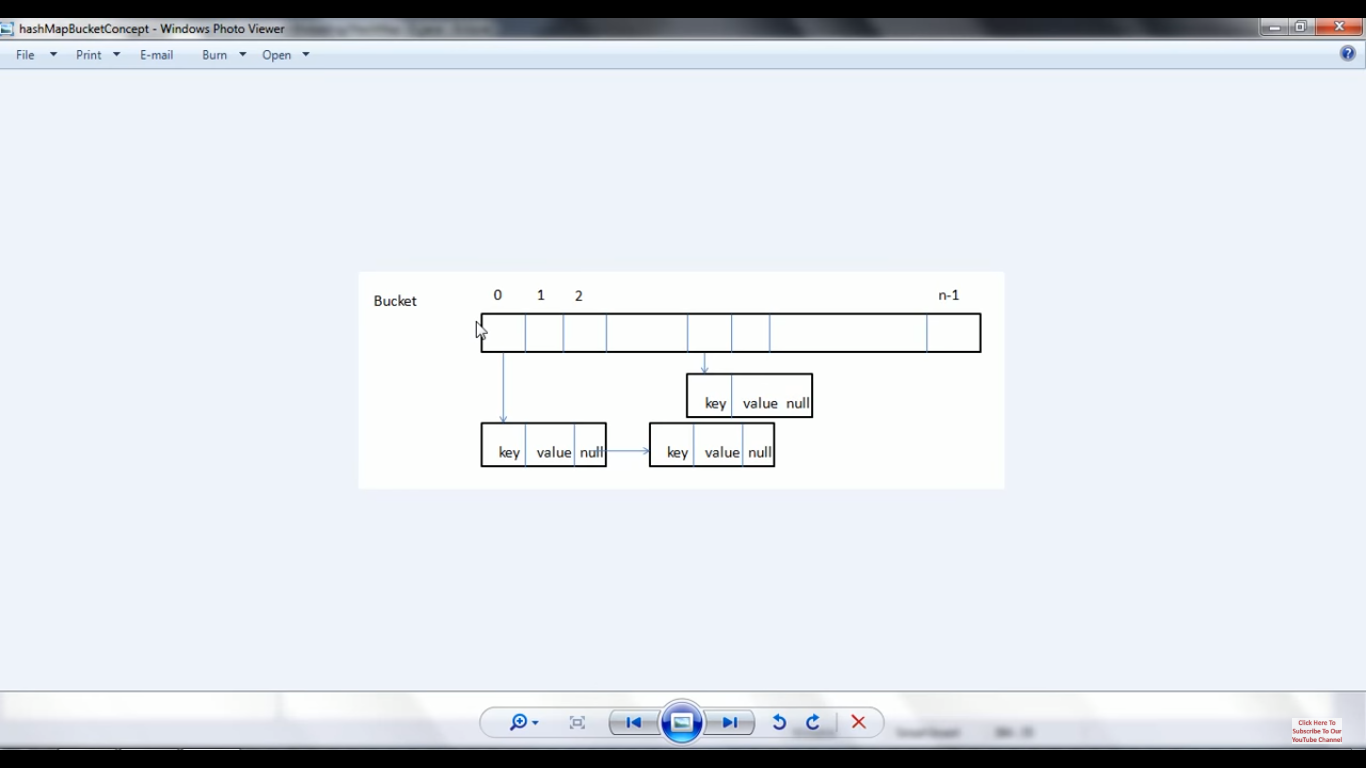 hashMapBucketConcept - Windows Photo Viewer
File Print E-mail Burn Open
Bucket 0 1 2 n-1
key value null
key value null key value null
Click Here To
Subscribe To Our
YouTube Channel